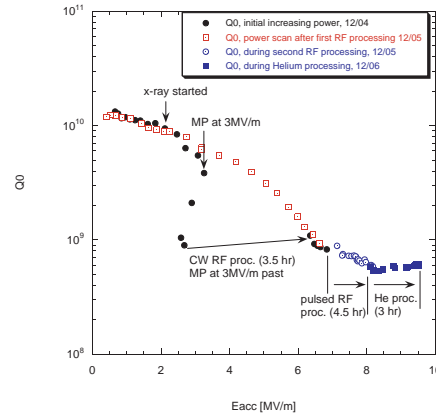 10^11
Q0, initial increasing power, 12/04
Q0, power scan after first RF processing 12/05
Q0, during second RF processing, 12/05
Q0, during Helium processing, 12/06
x-ray started
MP at 3MV/m
10^10
Q0
10^9
CW RF proc. (3.5 hr)
MP at 3MV/m past
pulsed RF
proc. (4.5 hr)
He proc.
(3 hr)
10^8
0 2 4 6 8 10
Eacc [MV/m]